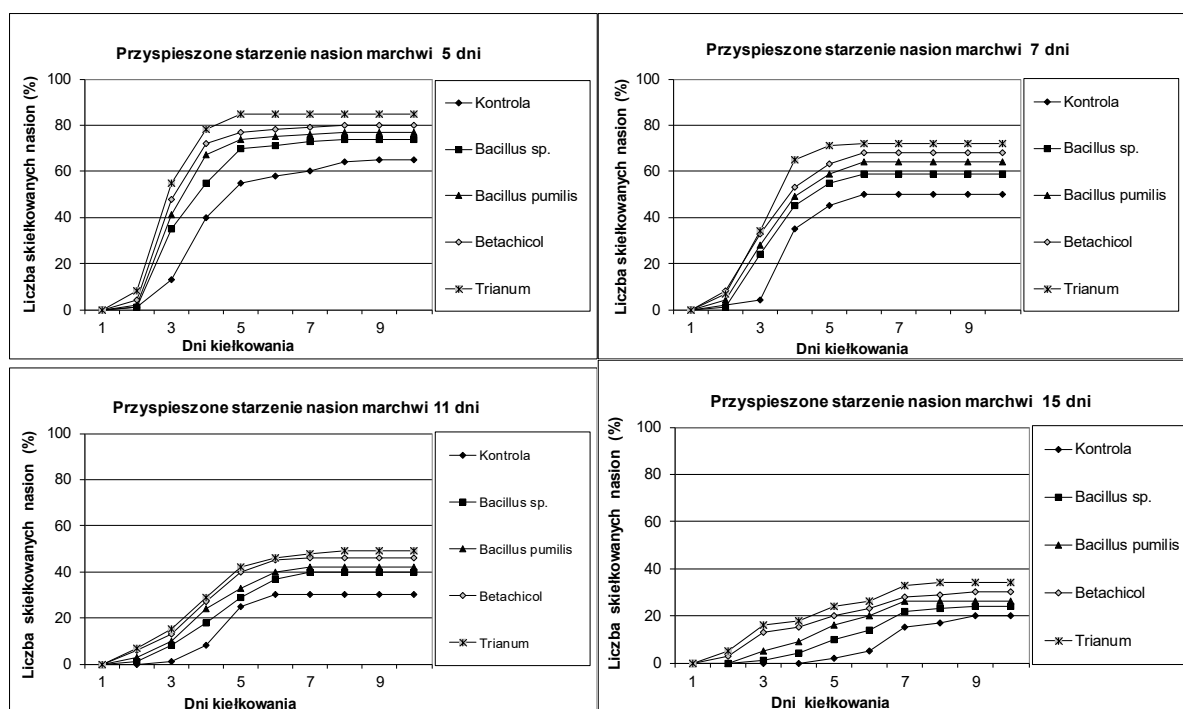 Przyspieszone starzenie nasion marchwi 5 dni
Liczba skiełkowanych nasion (%)
100
80
60
40
20
0
1 3 5 7 9
Dni kiełkowania
Kontrola
Bacillus sp.
Bacillus pumilis
Betachicol
Trianum
Przyspieszone starzenie nasion marchwi 7 dni
Liczba skiełkowanych nasion (%)
100
80
60
40
20
0
1 3 5 7 9
Dni kiełkowania
Kontrola
Bacillus sp.
Bacillus pumilis
Betachicol
Trianum
Przyspieszone starzenie nasion marchwi 11 dni
Liczba skiełkowanych nasion (%)
100
80
60
40
20
0
1 3 5 7 9
Dni kiełkowania
Kontrola
Bacillus sp.
Bacillus pumilis
Betachicol
Trianum
Przyspieszone starzenie nasion marchwi 15 dni
Liczba skiełkowanych nasion (%)
100
80
60
40
20
0
1 3 5 7 9
Dni kiełkowania
Kontrola
Bacillus sp.
Bacillus pumilis
Betachicol
Trianum